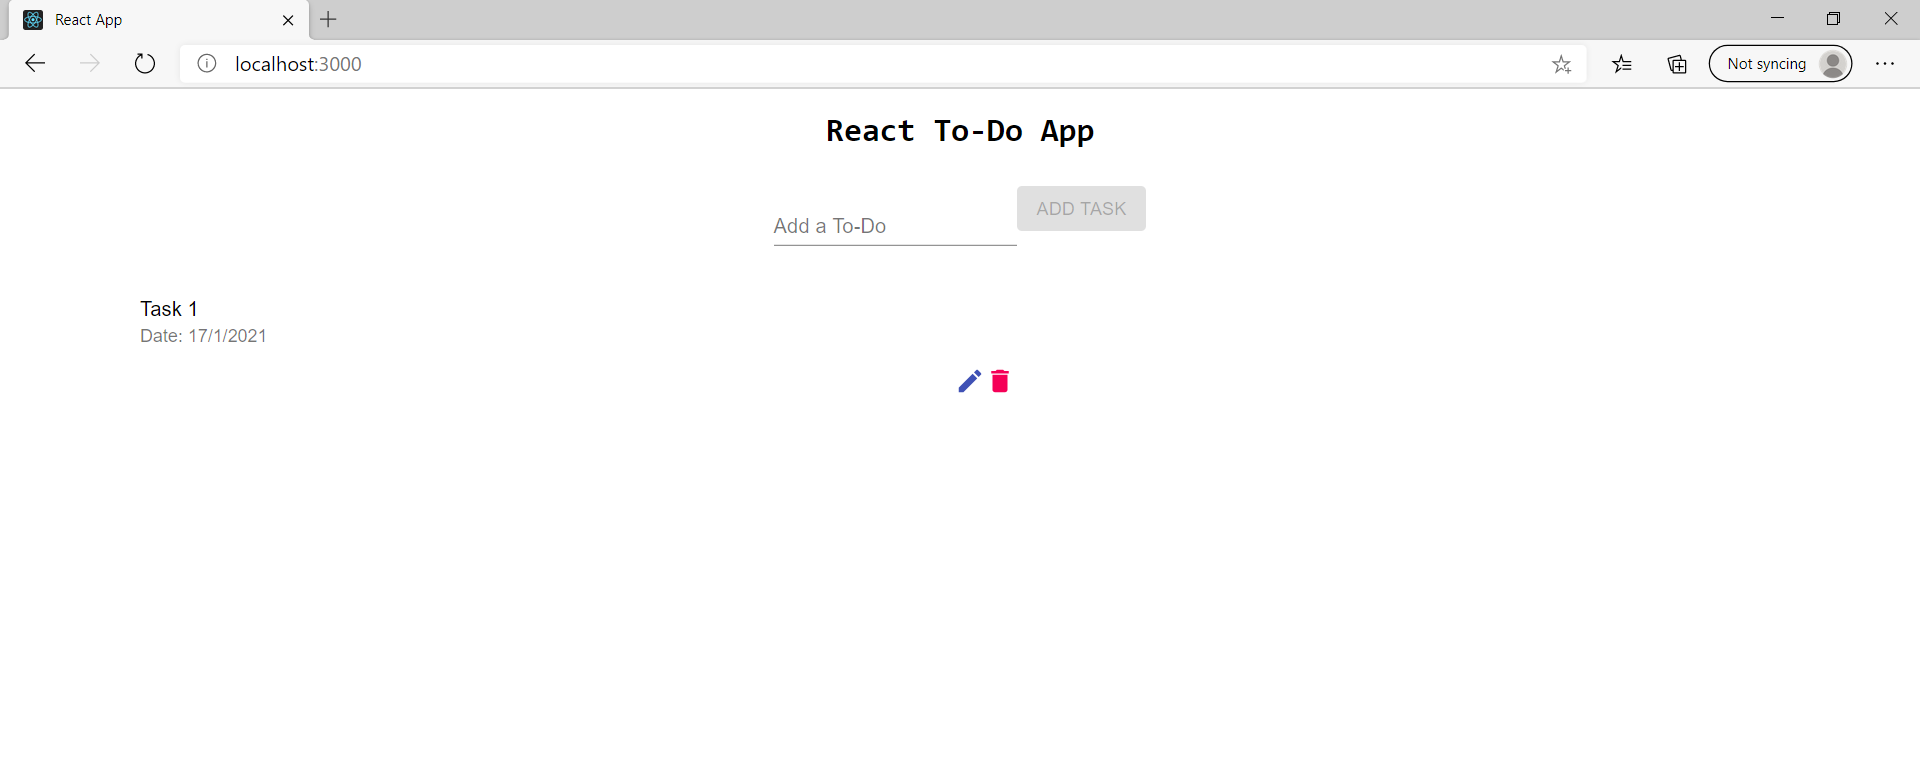 React App
localhost:3000
Not syncing
React To-Do App
Add a To-Do
ADD TASK
Task 1
Date: 17/1/2021